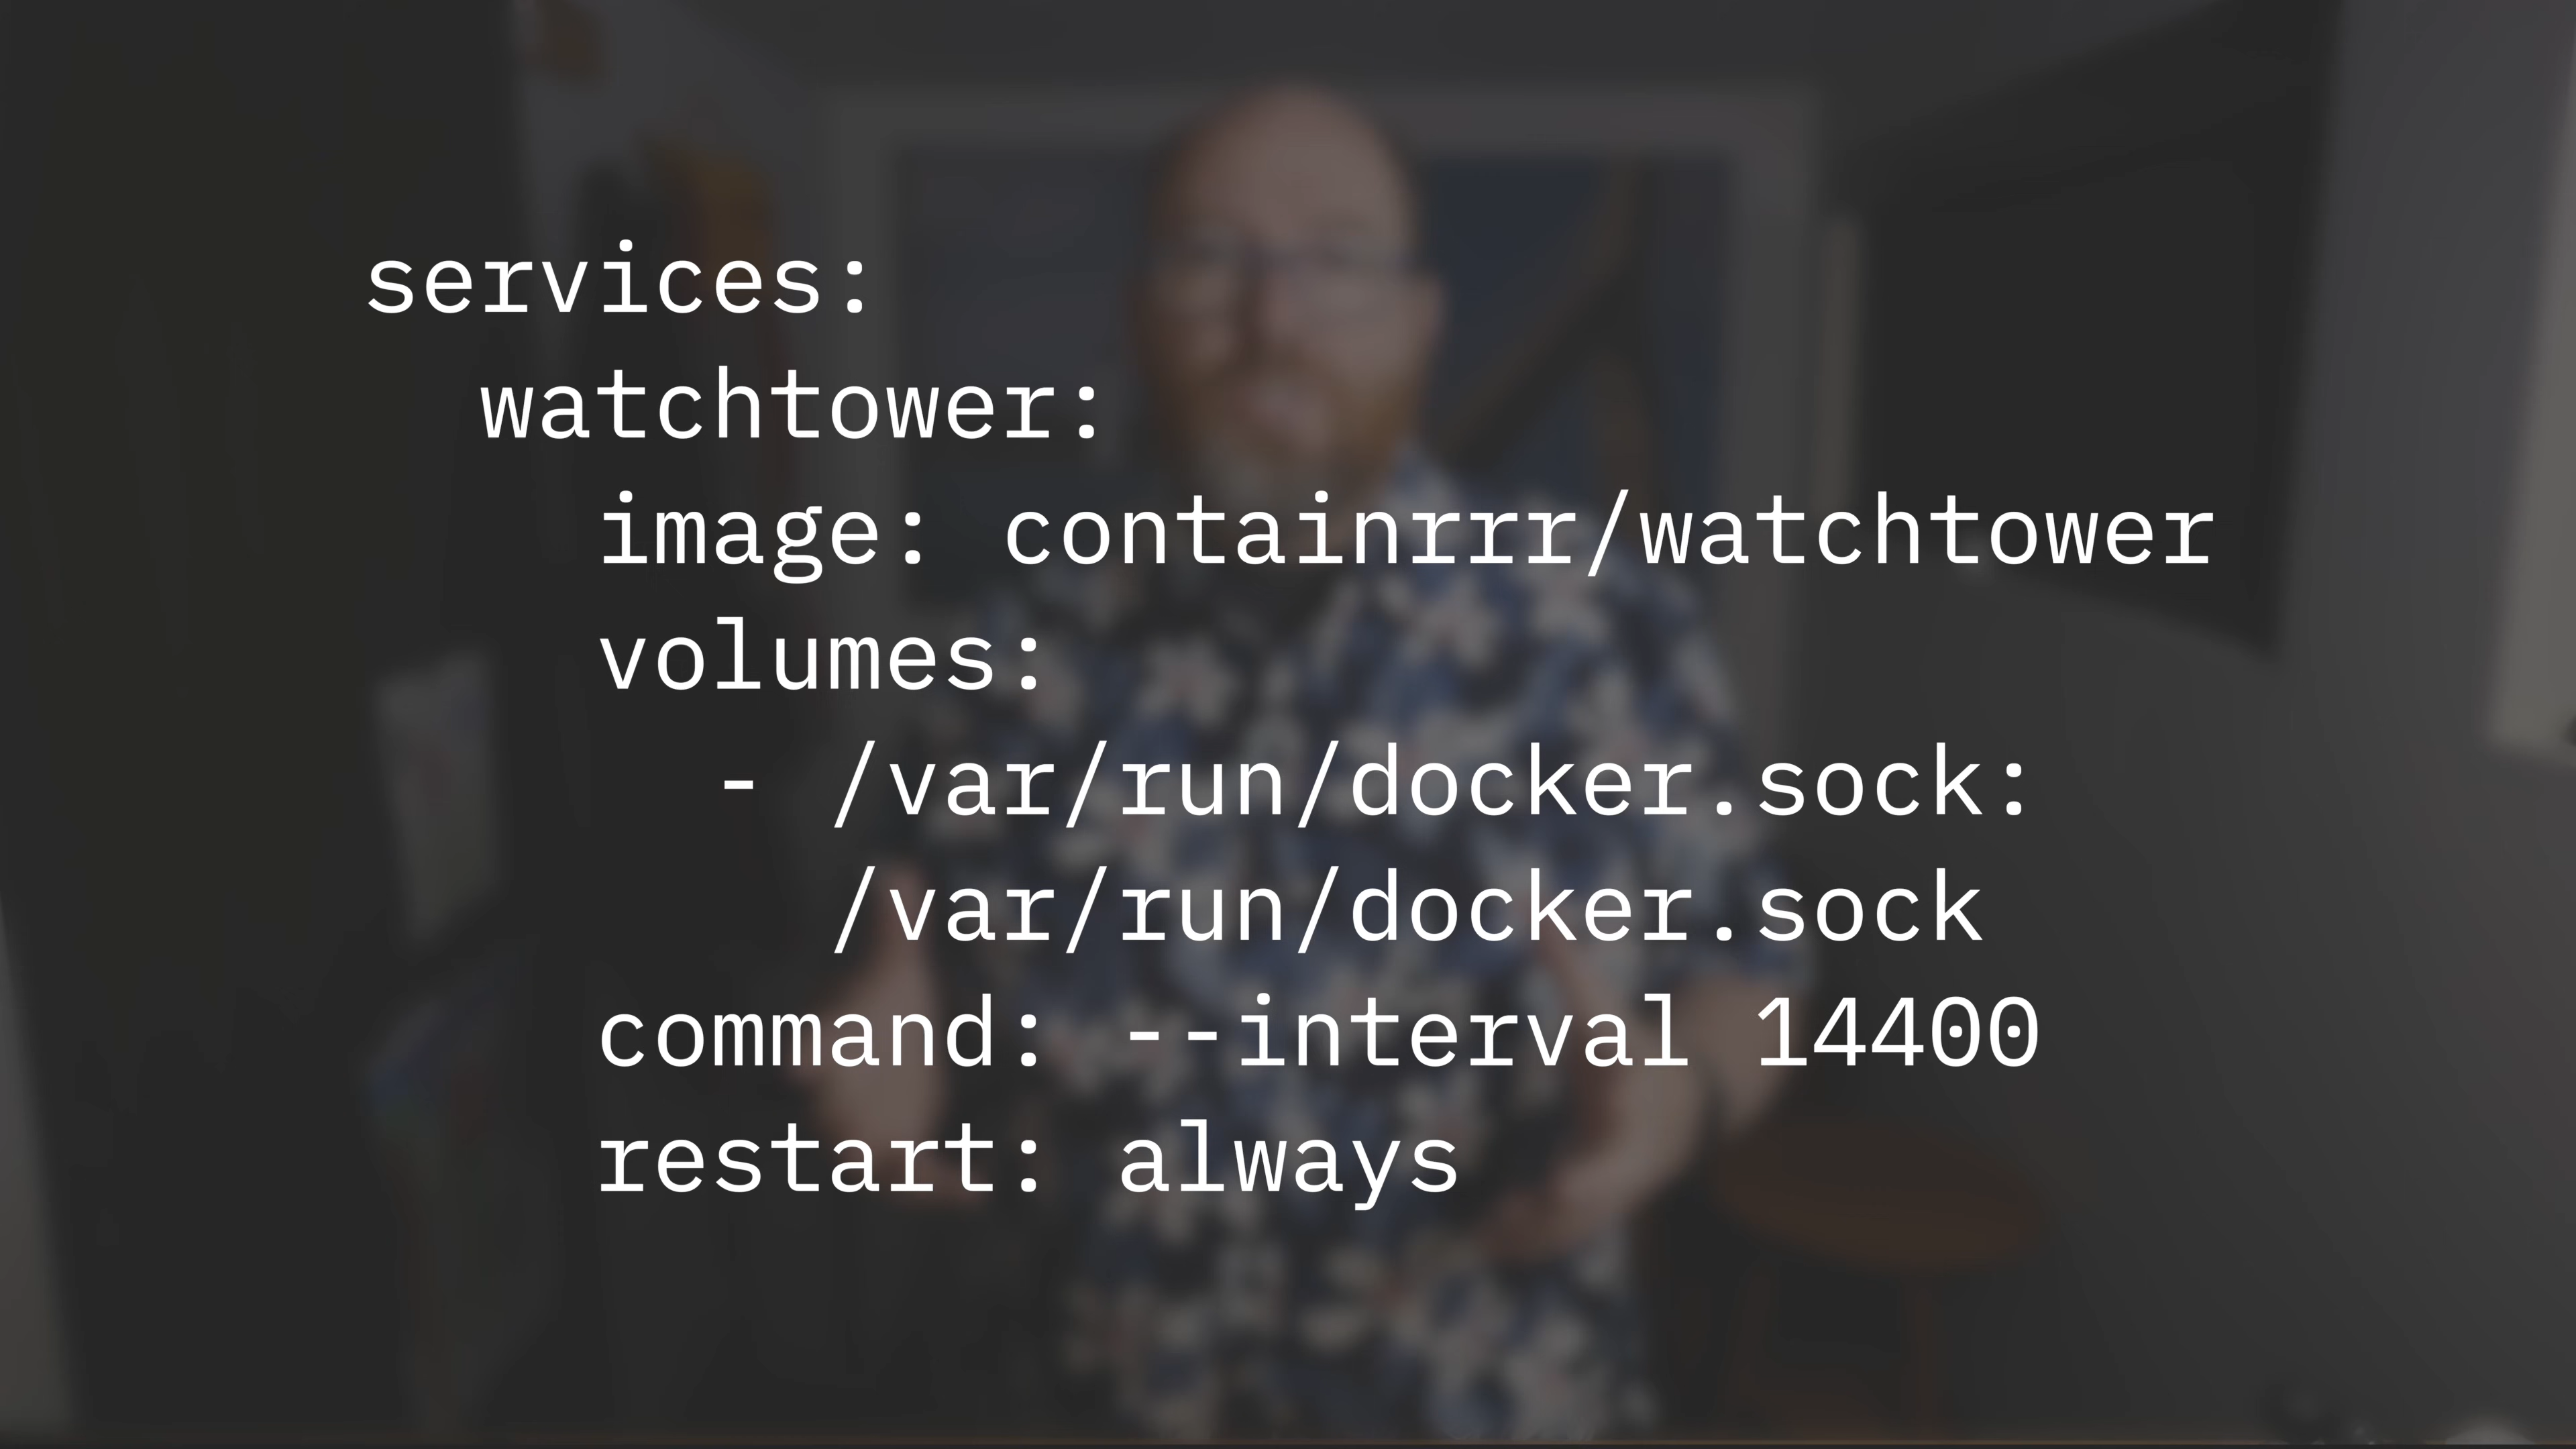 services:
  watchtower:
    image: containrrr/watchtower
    volumes:
      - /var/run/docker.sock:
        /var/run/docker.sock
    command: --interval 14400
    restart: always